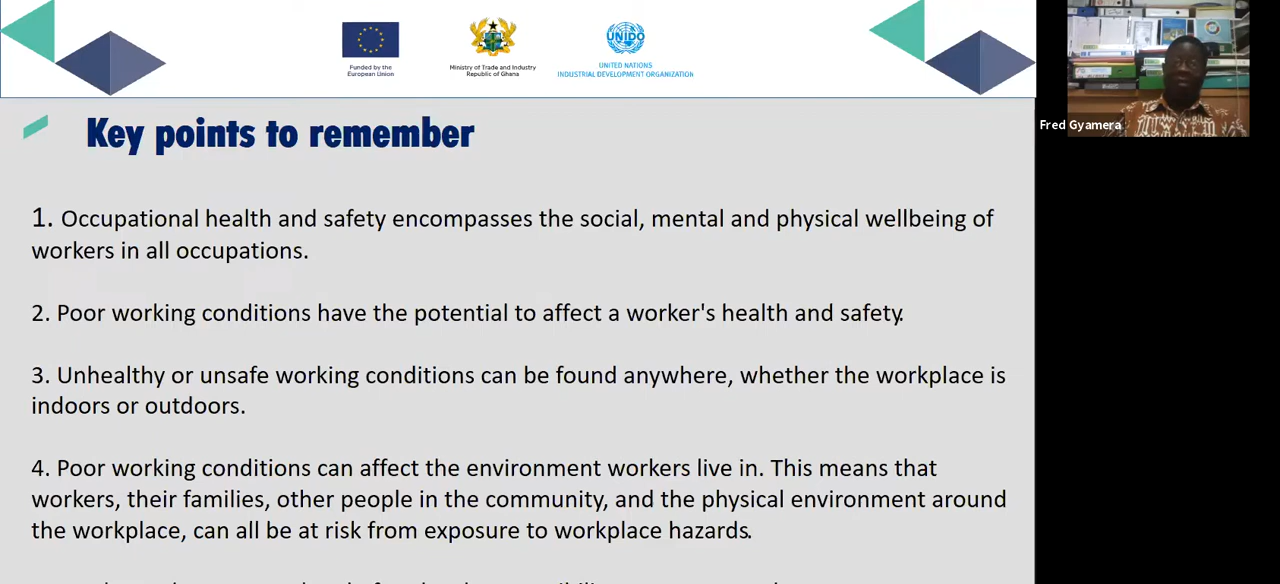 Funded by the
European Union
Ministry of Trade and Industry
Republic of Ghana
UNIDO
UNITED NATIONS
INDUSTRIAL DEVELOPMENT ORGANIZATION
Fred Gyamera
Key points to remember
1. Occupational health and safety encompasses the social, mental and physical wellbeing of
workers in all occupations.
2. Poor working conditions have the potential to affect a worker's health and safety.
3. Unhealthy or unsafe working conditions can be found anywhere, whether the workplace is
indoors or outdoors.
4. Poor working conditions can affect the environment workers live in. This means that
workers, their families, other people in the community, and the physical environment around
the workplace, can all be at risk from exposure to workplace hazards.